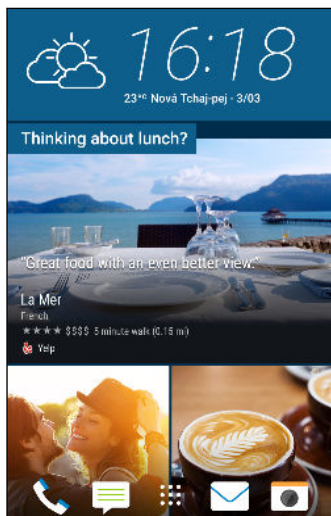 16:18
23°C Nová Tchaj-pej - 3/03
Thinking about lunch?
"Great food with an even better view."
La Mer
French
$$$$ 5 minute walk (0.15 mi)
Yelp